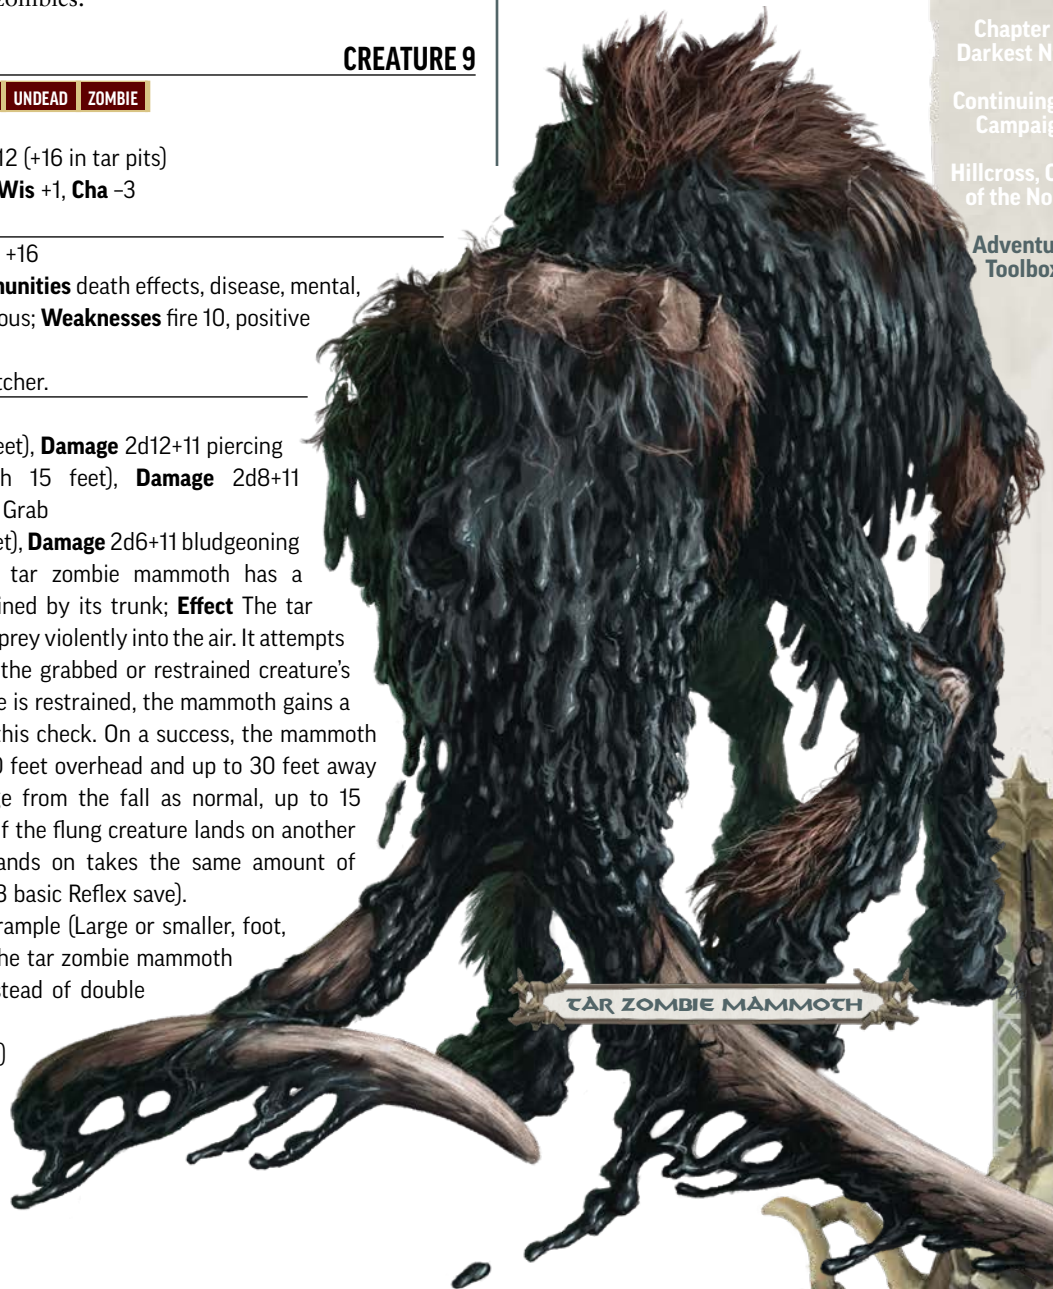 zombies.
CREATURE 9
UNDEAD ZOMBIE
12 (+16 in tar pits)
Wis +1, Cha –3
+16
munities death effects, disease, mental,
ous; Weaknesses fire 10, positive
tcher.
eet), Damage 2d12+11 piercing
h 15 feet), Damage 2d8+11
Grab
et), Damage 2d6+11 bludgeoning
tar zombie mammoth has a
ined by its trunk; Effect The tar
prey violently into the air. It attempts
the grabbed or restrained creature's
e is restrained, the mammoth gains a
this check. On a success, the mammoth
0 feet overhead and up to 30 feet away
ge from the fall as normal, up to 15
f the flung creature lands on another
ands on takes the same amount of
8 basic Reflex save).
rample (Large or smaller, foot,
he tar zombie mammoth
stead of double
)
TAR ZOMBIE MAMMOTH
Chapter
Darkest N
Continuing
Campaig
Hillcross, C
of the No
Adventu
Toolbox